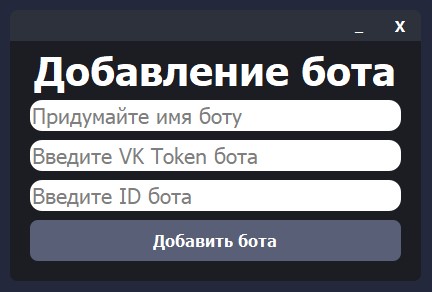 _ X
Добавление бота
Придумайте имя боту
Введите VK Token бота
Введите ID бота
Добавить бота